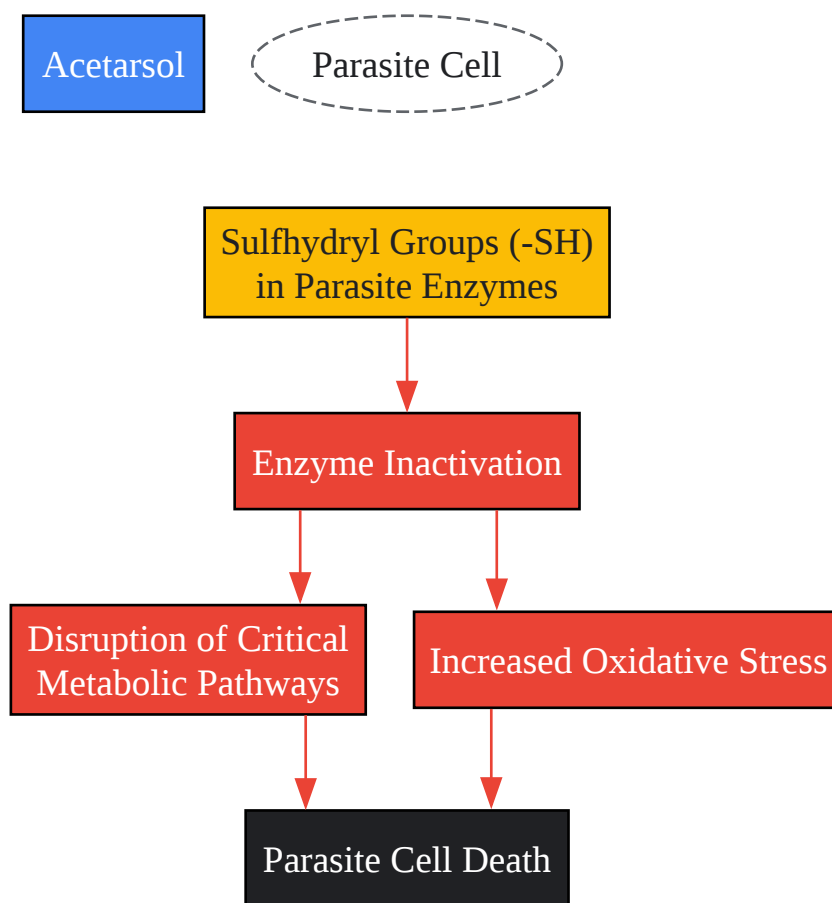 Acetarsol
Parasite Cell
Sulfhydryl Groups (-SH)
in Parasite Enzymes
Enzyme Inactivation
Disruption of Critical
Metabolic Pathways
Increased Oxidative Stress
Parasite Cell Death